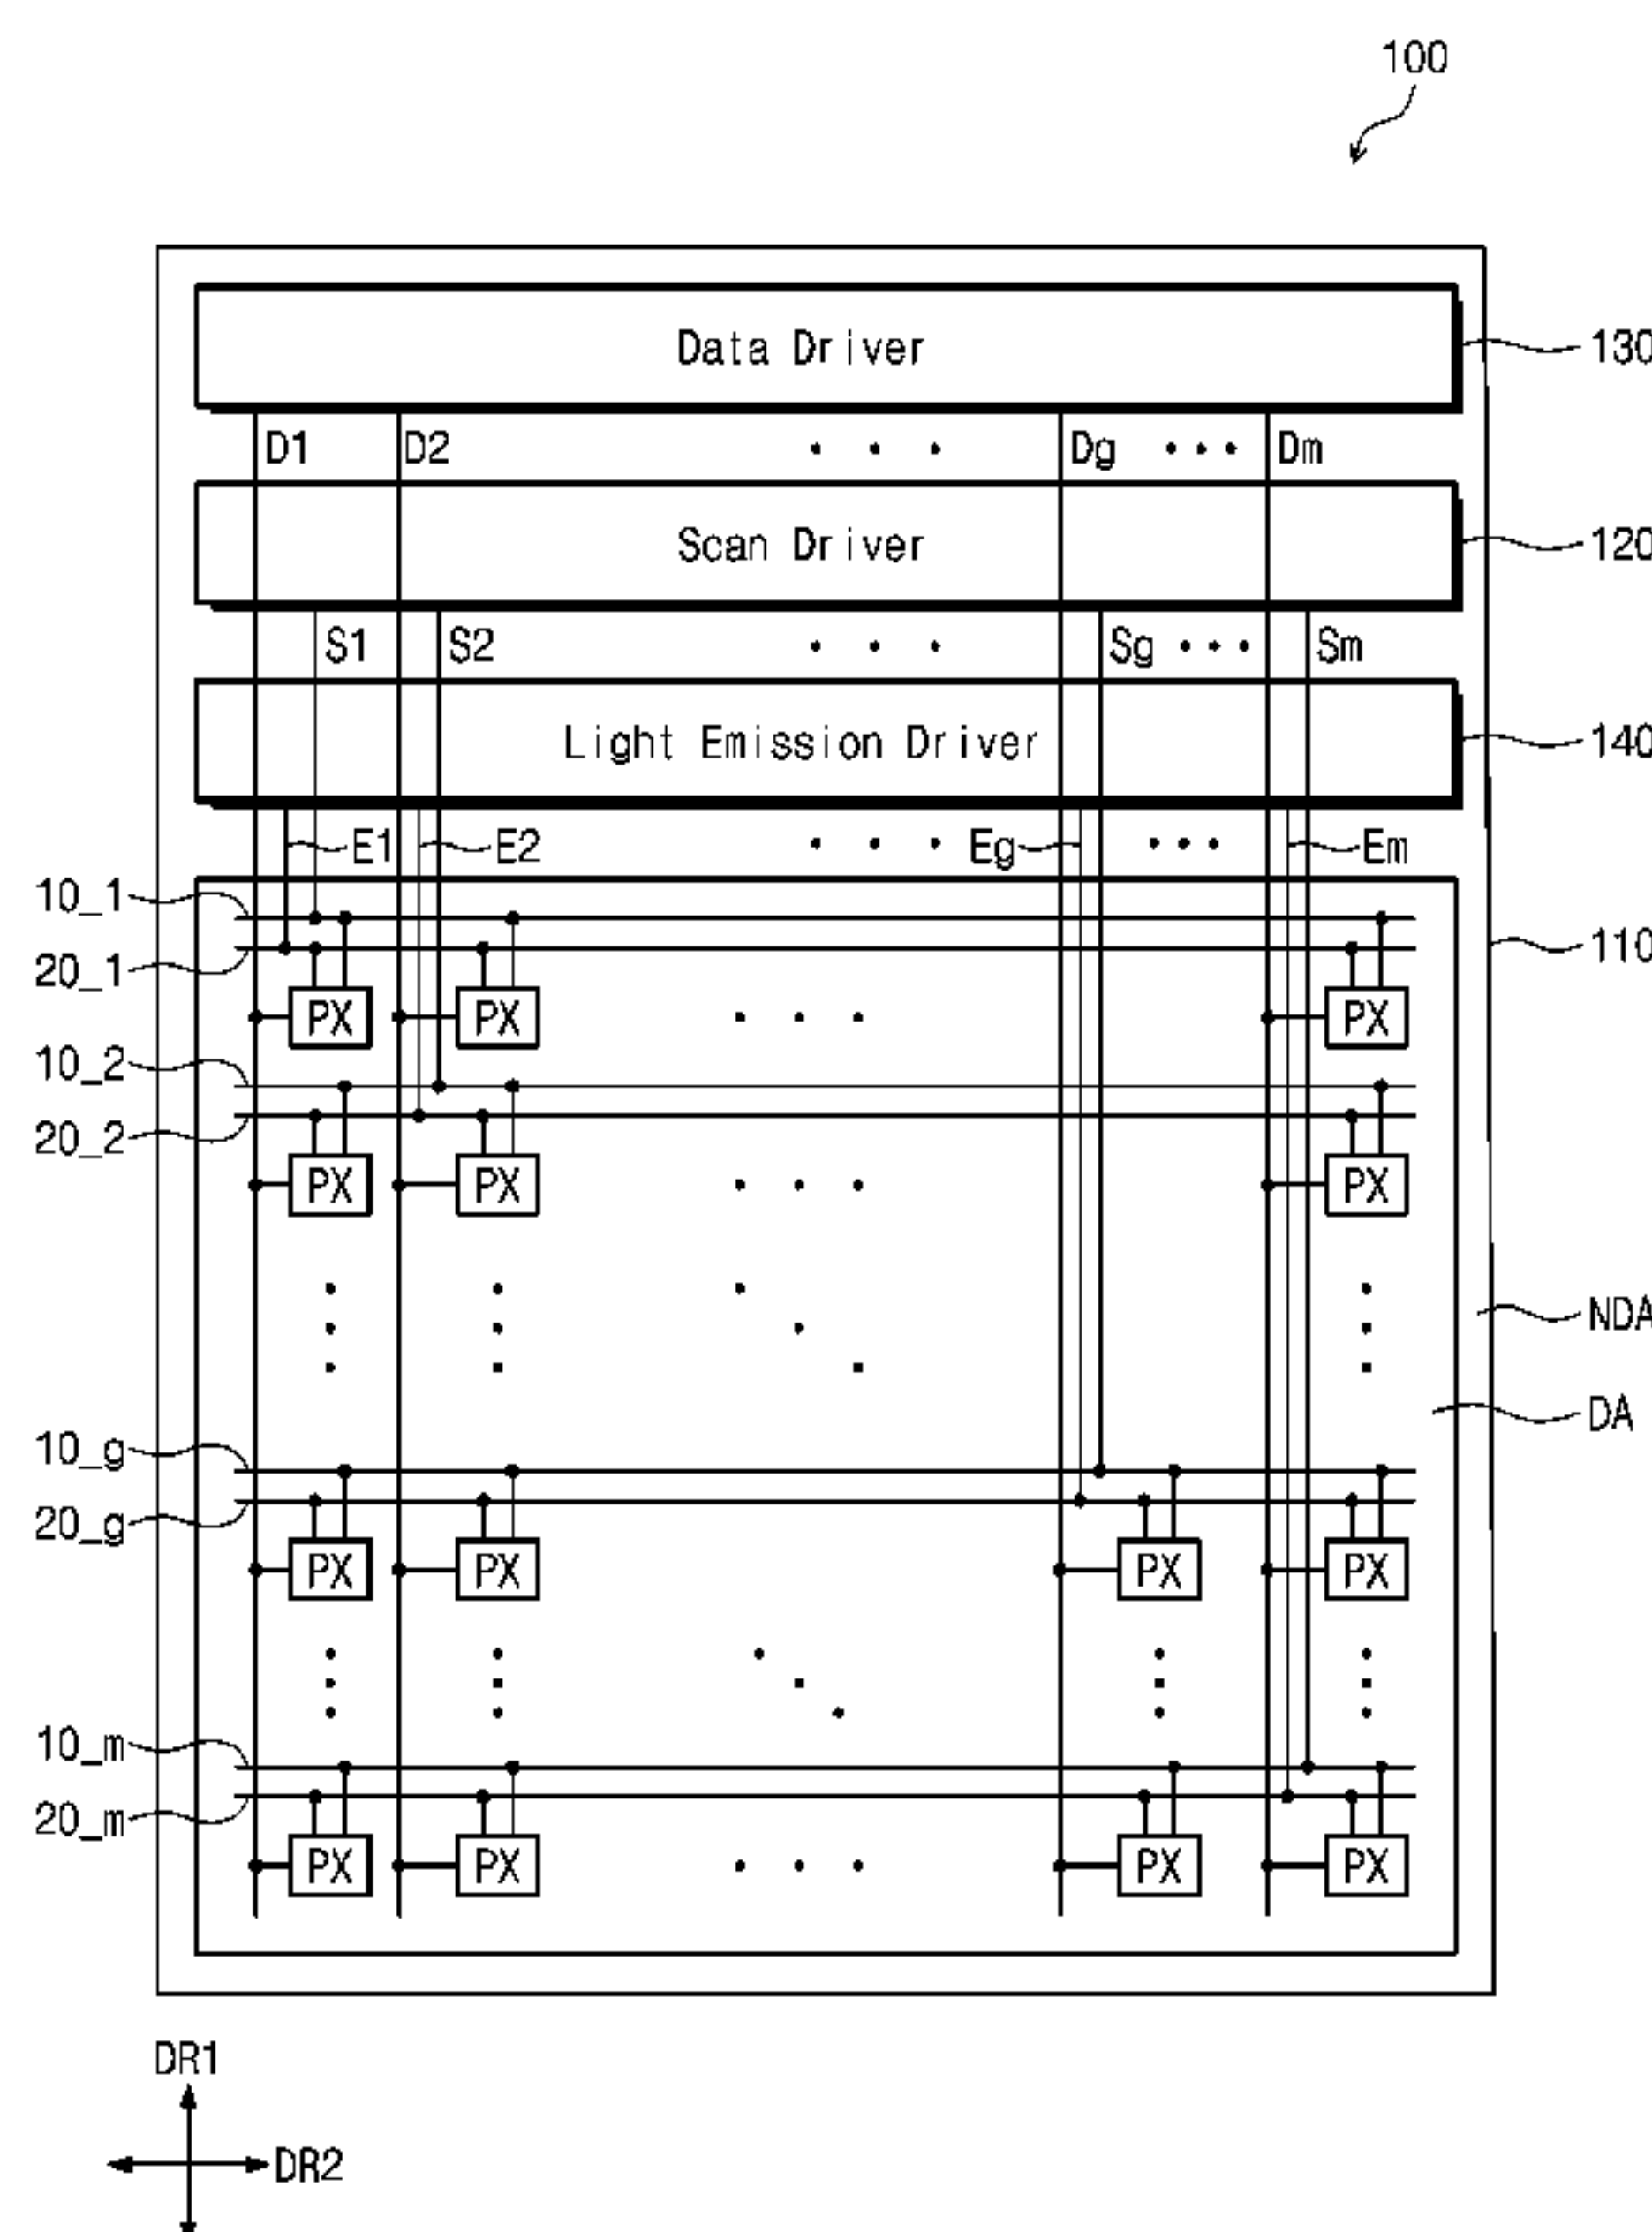 100
Data Driver 130
D1 D2 . . . Dg ... Dm
Scan Driver 120
S1 S2 . . . Sg ... Sm
Light Emission Driver 140
E1 E2 . . . Eg ... Em
10_1
20_1 110
PX PX . . . PX
10_2
20_2
PX PX . . . PX
NDA
DA
10_g
20_g
PX PX PX PX
10_m
20_m
PX PX . . . PX PX
DR1
DR2